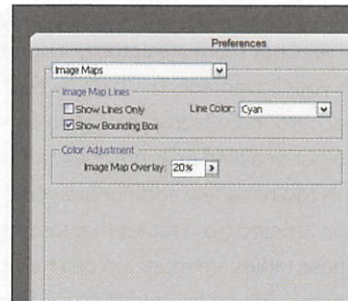 Preferences
Image Maps
Image Map Lines
Show Lines Only
Line Color: Cyan
Show Bounding Box
Color Adjustment
Image Map Overlay: 20%